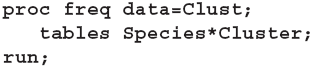 proc freq data=Clust;
   tables Species*Cluster;
run;